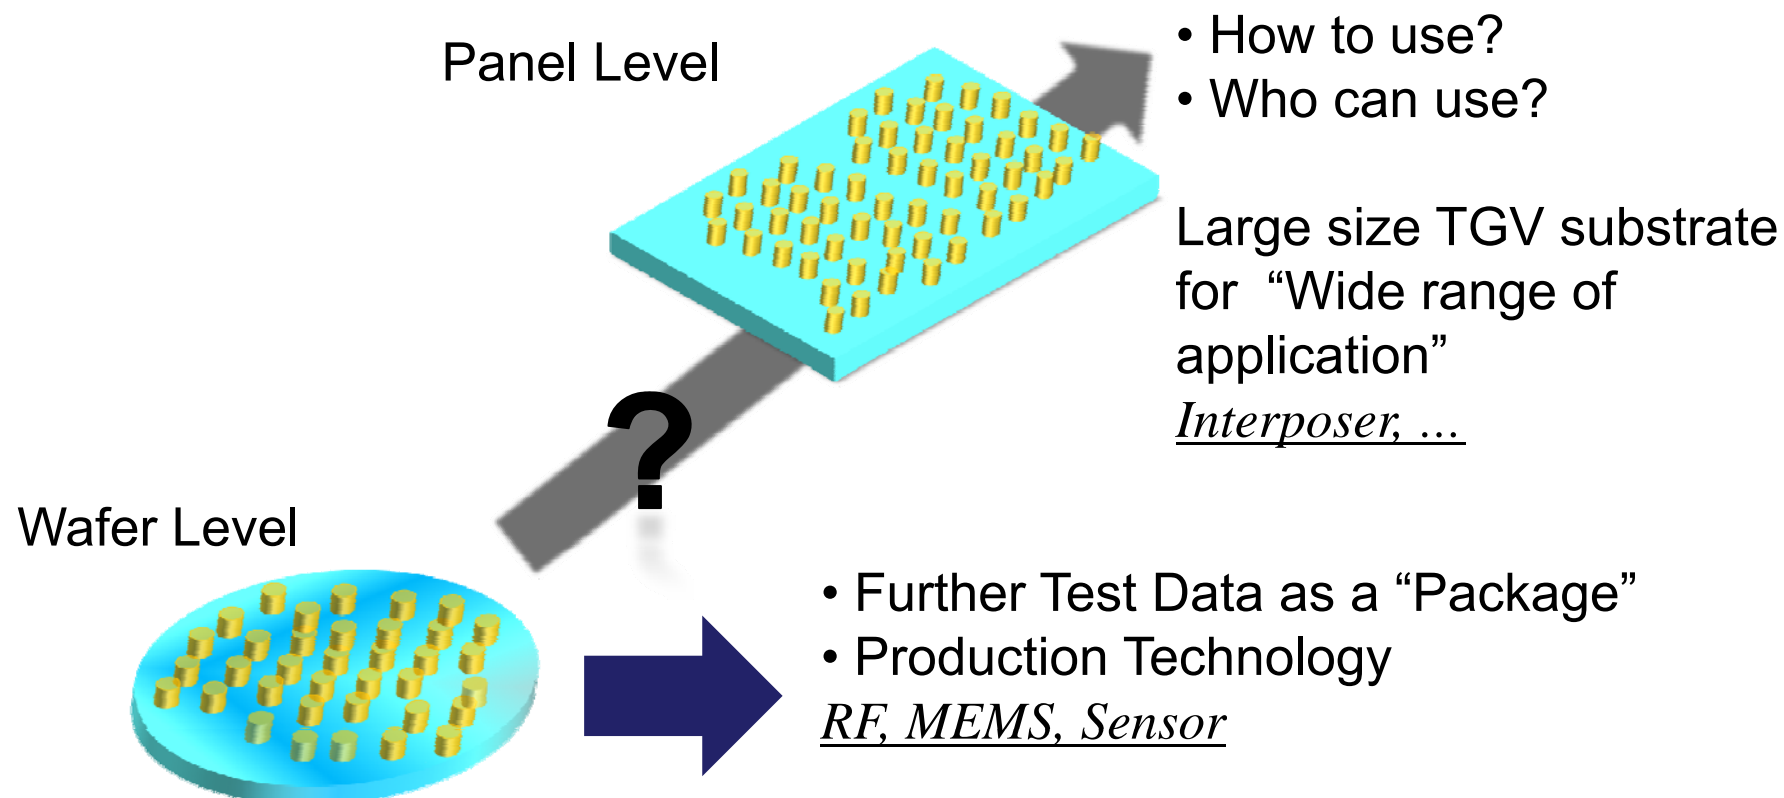 Panel Level
• How to use?
• Who can use?
Large size TGV substrate
for “Wide range of
application”
Interposer, ...
?
Wafer Level
• Further Test Data as a “Package”
• Production Technology
RF, MEMS, Sensor